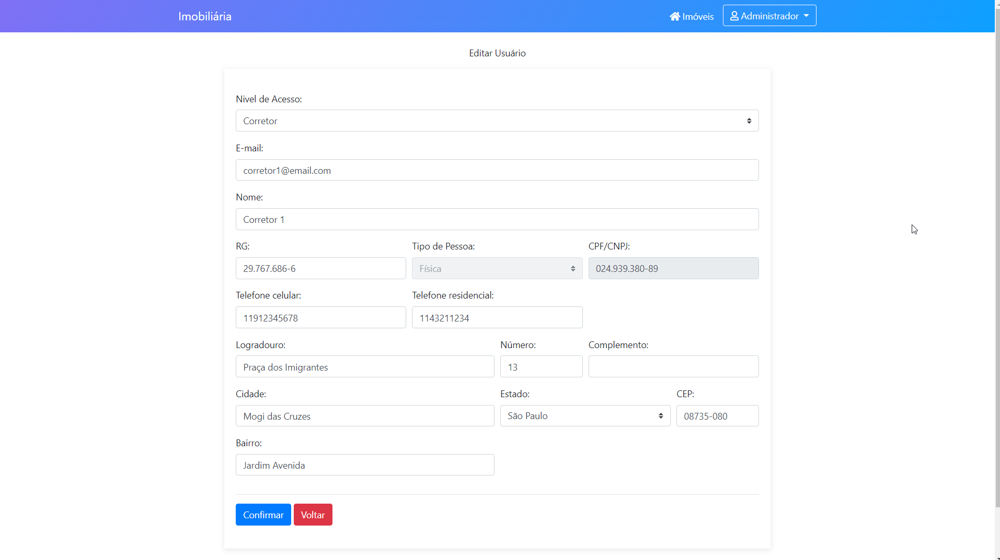 Imobiliária
Imóveis
Administrador
Editar Usuário
Nivel de Acesso:
Corretor
E-mail:
corretor1@email.com
Nome:
Corretor 1
RG: Tipo de Pessoa: CPF/CNPJ:
29.767.686-6 Física 024.939.380-89
Telefone celular: Telefone residencial:
11912345678 1143211234
Logradouro: Número: Complemento:
Praça dos Imigrantes 13
Cidade: Estado: CEP:
Mogi das Cruzes São Paulo 08735-080
Bairro:
Jardim Avenida
Confirmar Voltar